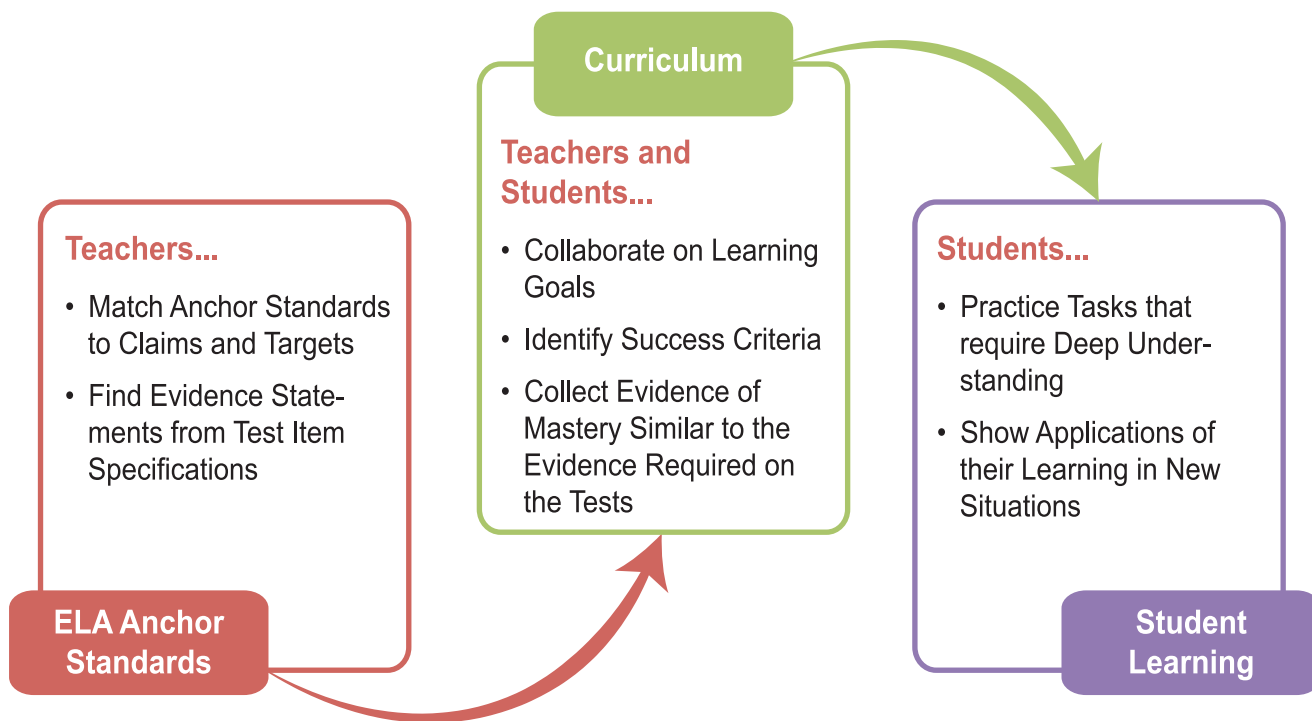 Teachers...
• Match Anchor Standards
to Claims and Targets
• Find Evidence State-
ments from Test Item
Specifications
ELA Anchor
Standards
Curriculum
Teachers and
Students...
• Collaborate on Learning
Goals
• Identify Success Criteria
• Collect Evidence of
Mastery Similar to the
Evidence Required on
the Tests
Students...
• Practice Tasks that
require Deep Under-
standing
• Show Applications of
their Learning in New
Situations
Student
Learning